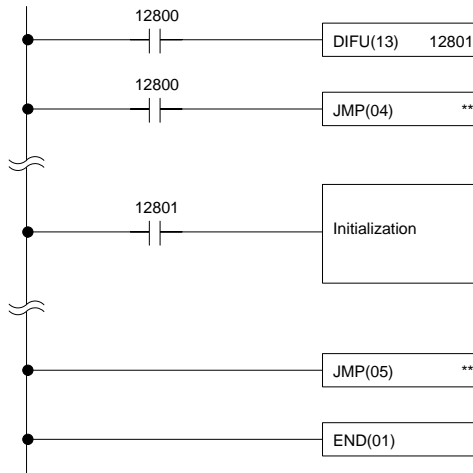 12800
DIFU(13) 12801
12800
JMP(04) **
12801
Initialization
JMP(05) **
END(01)